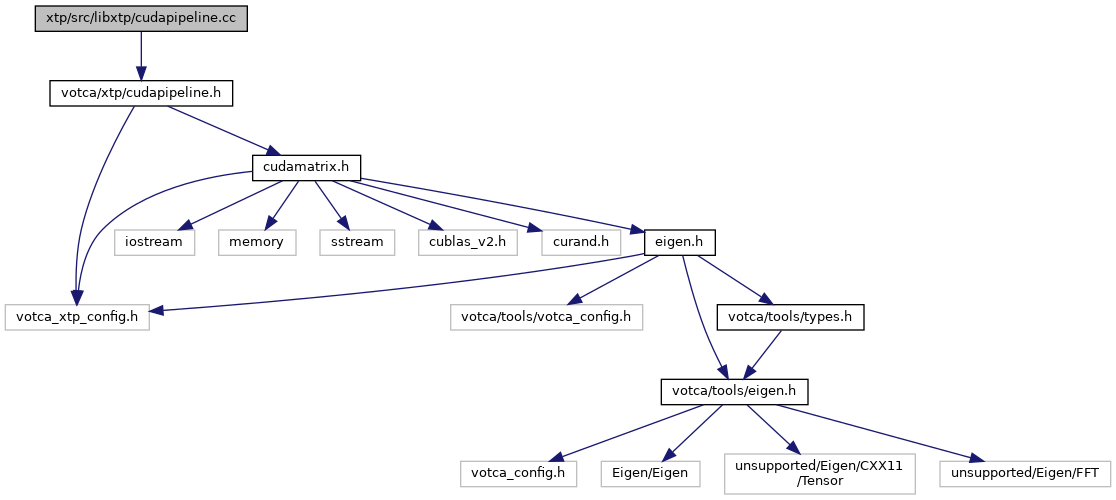 xtp/src/libxtp/cudapipeline.cc
votca/xtp/cudapipeline.h
cudamatrix.h
iostream
memory
sstream
cublas_v2.h
curand.h
eigen.h
votca_xtp_config.h
votca/tools/votca_config.h
votca/tools/types.h
votca/tools/eigen.h
votca_config.h
Eigen/Eigen
unsupported/Eigen/CXX11
/Tensor
unsupported/Eigen/FFT